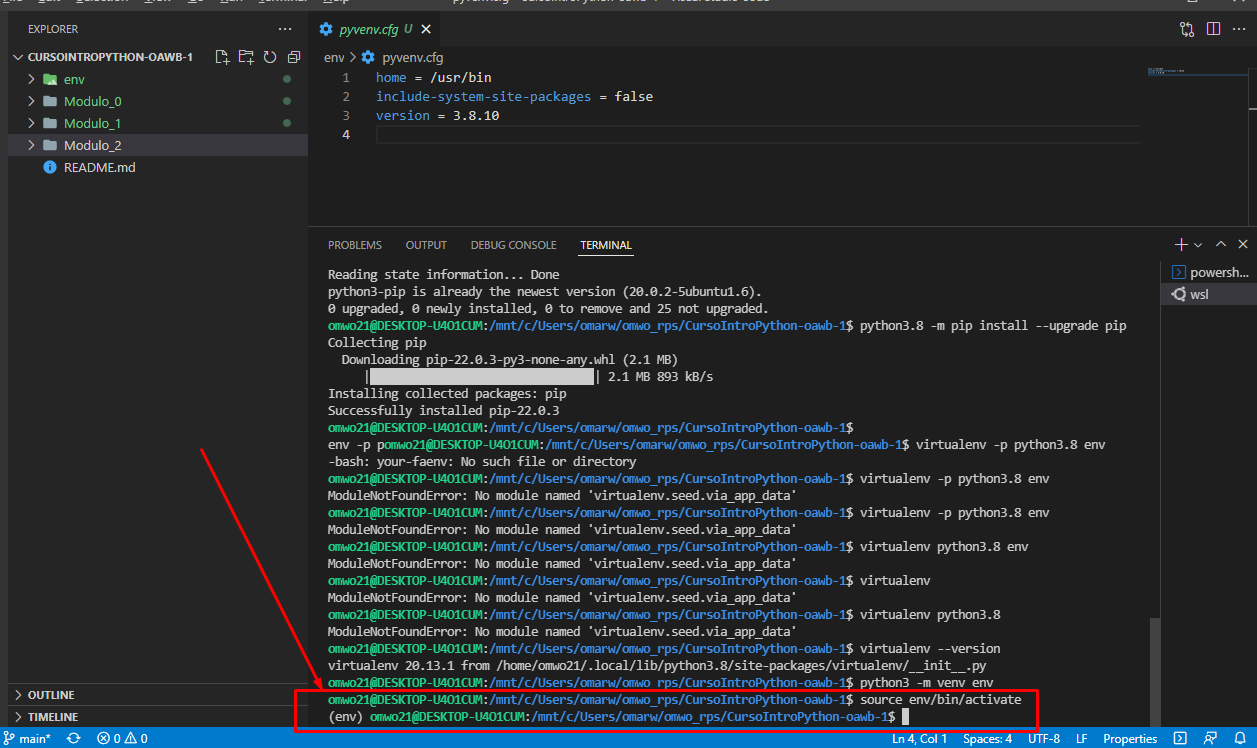 EXPLORER
···
CURSOINTROPYTHON-OAWB-1
env
Modulo_0
Modulo_1
Modulo_2
README.md
OUTLINE
TIMELINE
pyvenv.cfg U
env > pyvenv.cfg
1 home = /usr/bin
2 include-system-site-packages = false
3 version = 3.8.10
4
PROBLEMS OUTPUT DEBUG CONSOLE TERMINAL
powersh...
wsl
Reading state information... Done
python3-pip is already the newest version (20.0.2-5ubuntu1.6).
0 upgraded, 0 newly installed, 0 to remove and 25 not upgraded.
omwo21@DESKTOP-U4O1CUM:/mnt/c/Users/omarw/omwo_rps/CursoIntroPython-oawb-1$ python3.8 -m pip install --upgrade pip
Collecting pip
Downloading pip-22.0.3-py3-none-any.whl (2.1 MB)
| | 2.1 MB 893 kB/s
Installing collected packages: pip
Successfully installed pip-22.0.3
omwo21@DESKTOP-U4O1CUM:/mnt/c/Users/omarw/omwo_rps/CursoIntroPython-oawb-1$
env -p pomwo21@DESKTOP-U4O1CUM:/mnt/c/Users/omarw/omwo_rps/CursoIntroPython-oawb-1$ virtualenv -p python3.8 env
-bash: your-faenv: No such file or directory
omwo21@DESKTOP-U4O1CUM:/mnt/c/Users/omarw/omwo_rps/CursoIntroPython-oawb-1$ virtualenv -p python3.8 env
ModuleNotFoundError: No module named 'virtualenv.seed.via_app_data'
omwo21@DESKTOP-U4O1CUM:/mnt/c/Users/omarw/omwo_rps/CursoIntroPython-oawb-1$ virtualenv -p python3.8 env
ModuleNotFoundError: No module named 'virtualenv.seed.via_app_data'
omwo21@DESKTOP-U4O1CUM:/mnt/c/Users/omarw/omwo_rps/CursoIntroPython-oawb-1$ virtualenv python3.8 env
ModuleNotFoundError: No module named 'virtualenv.seed.via_app_data'
omwo21@DESKTOP-U4O1CUM:/mnt/c/Users/omarw/omwo_rps/CursoIntroPython-oawb-1$ virtualenv
ModuleNotFoundError: No module named 'virtualenv.seed.via_app_data'
omwo21@DESKTOP-U4O1CUM:/mnt/c/Users/omarw/omwo_rps/CursoIntroPython-oawb-1$ virtualenv python3.8
ModuleNotFoundError: No module named 'virtualenv.seed.via_app_data'
omwo21@DESKTOP-U4O1CUM:/mnt/c/Users/omarw/omwo_rps/CursoIntroPython-oawb-1$ virtualenv --version
virtualenv 20.13.1 from /home/omwo21/.local/lib/python3.8/site-packages/virtualenv/__init__.py
omwo21@DESKTOP-U4O1CUM:/mnt/c/Users/omarw/omwo_rps/CursoIntroPython-oawb-1$ python3 -m venv env
omwo21@DESKTOP-U4O1CUM:/mnt/c/Users/omarw/omwo_rps/CursoIntroPython-oawb-1$ source env/bin/activate
(env) omwo21@DESKTOP-U4O1CUM:/mnt/c/Users/omarw/omwo_rps/CursoIntroPython-oawb-1$
main* 0 0 Ln 4, Col 1 Spaces: 4 UTF-8 LF Properties